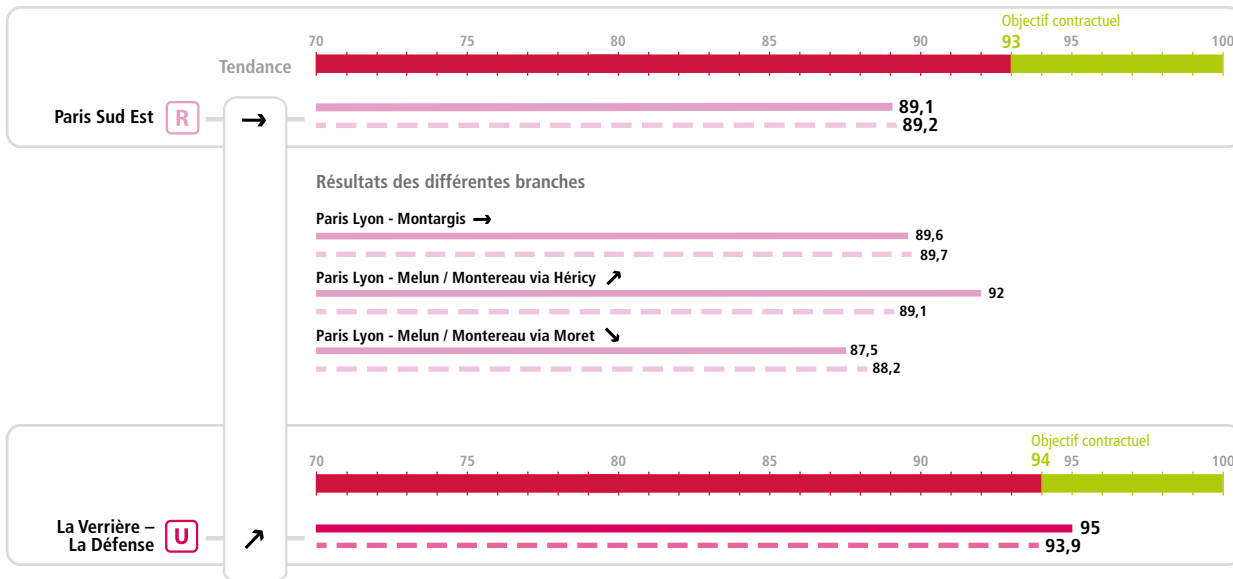 Objectif contractuel
70 75 80 85 90 93 95 100
Tendance
Paris Sud Est R → 89,1
89,2
Résultats des différentes branches
Paris Lyon - Montargis →
89,6
89,7
Paris Lyon - Melun / Montereau via Héricy ↗
92
89,1
Paris Lyon - Melun / Montereau via Moret ↘
87,5
88,2
Objectif contractuel
70 75 80 85 90 94 95 100
La Verrière –
La Défense U ↗ 95
93,9